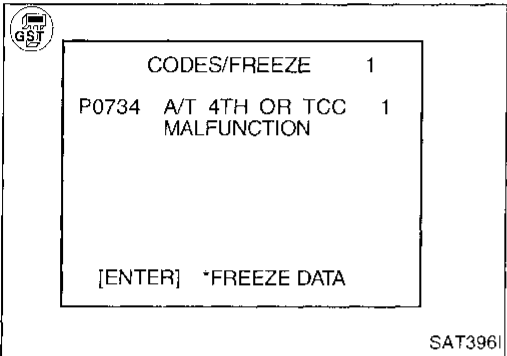 GST
CODES/FREEZE 1
P0734 A/T 4TH OR TCC 1
MALFUNCTION
[ENTER] *FREEZE DATA
SAT396I